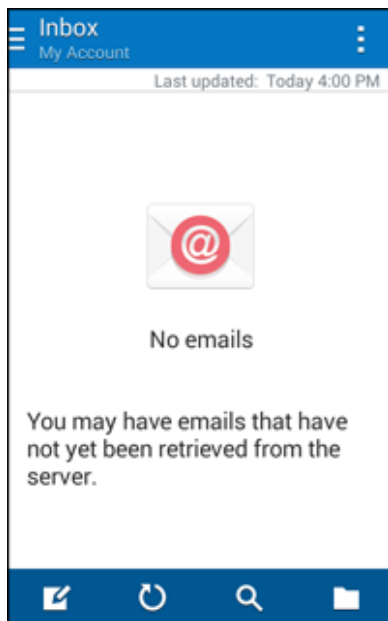 Inbox
My Account
Last updated: Today 4:00 PM
@
No emails
You may have emails that have
not yet been retrieved from the
server.